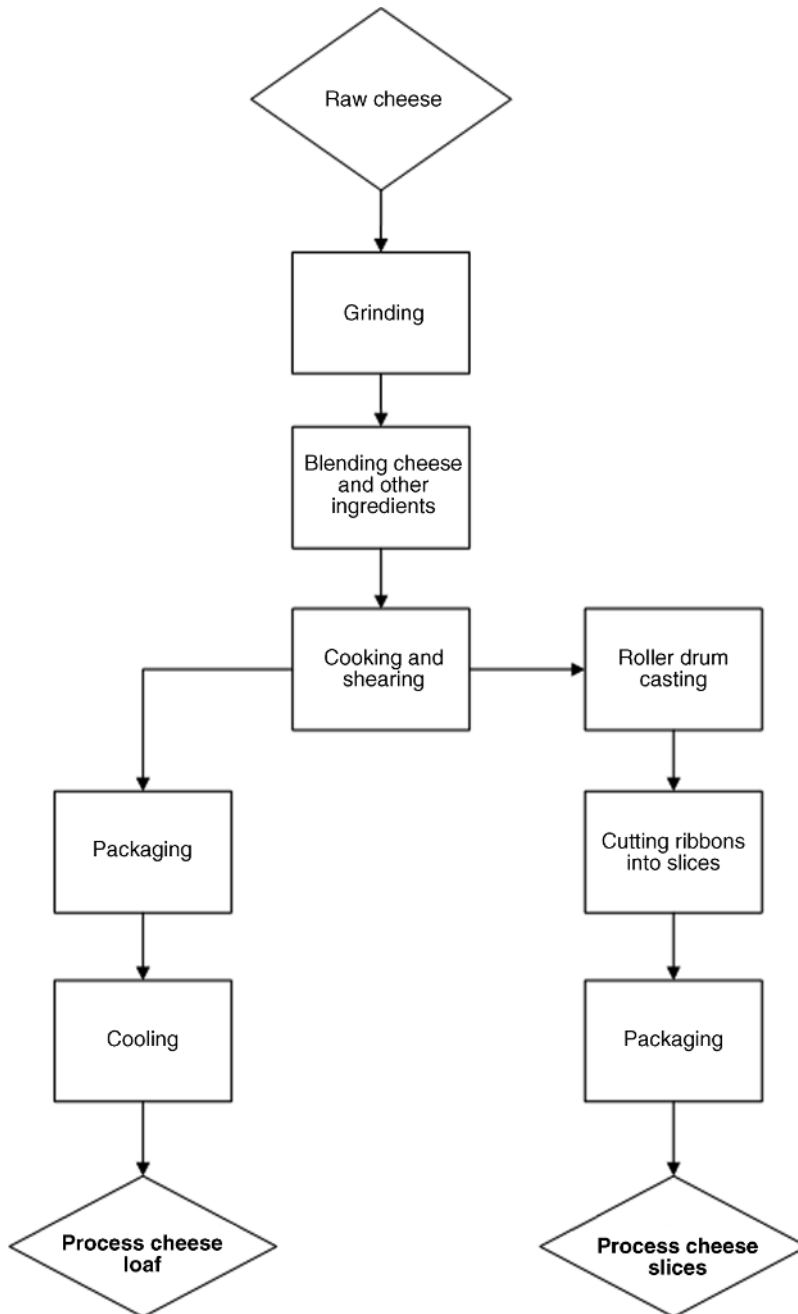 Raw cheese
Grinding
Blending cheese
and other
ingredients
Cooking and
shearing
Roller drum
casting
Packaging
Cutting ribbons
into slices
Cooling
Packaging
Process cheese
loaf
Process cheese
slices